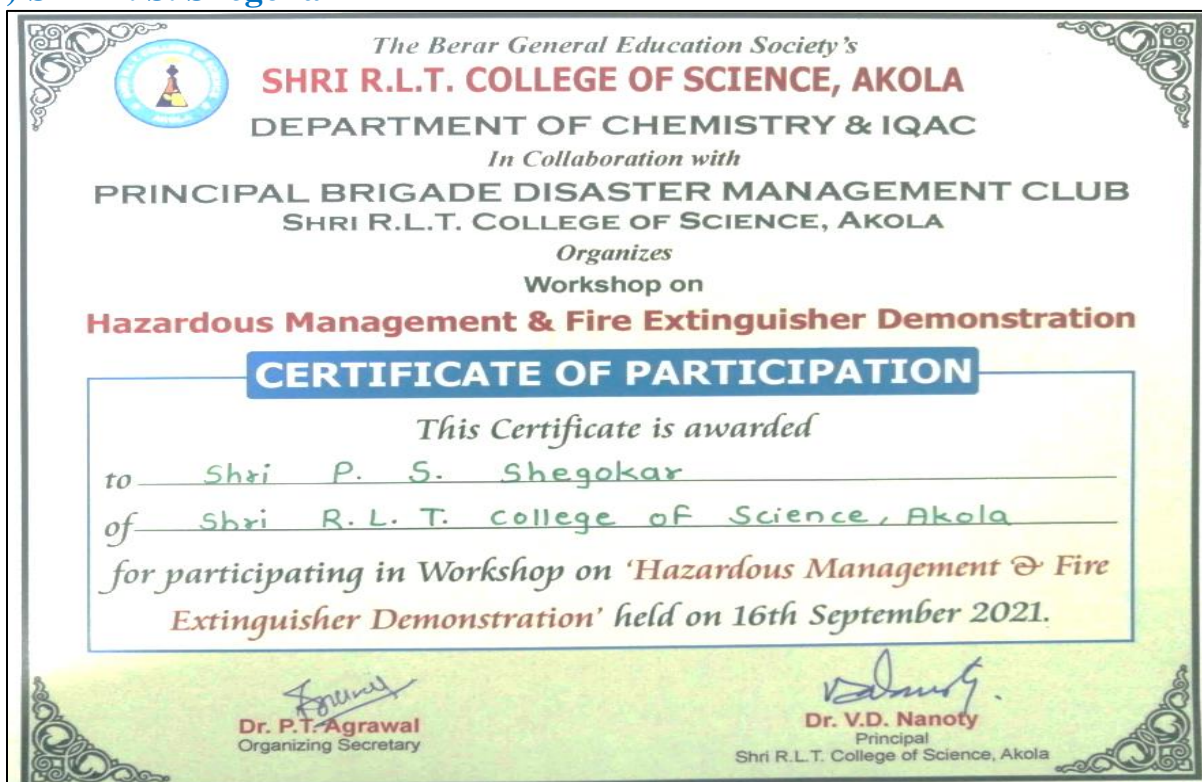 The Berar General Education Society's
SHRI R.L.T. COLLEGE OF SCIENCE, AKOLA
DEPARTMENT OF CHEMISTRY & IQAC
In Collaboration with
PRINCIPAL BRIGADE DISASTER MANAGEMENT CLUB
SHRI R.L.T. COLLEGE OF SCIENCE, AKOLA
Organizes
Workshop on
Hazardous Management & Fire Extinguisher Demonstration
CERTIFICATE OF PARTICIPATION
This Certificate is awarded
to Shri P. S. Shegokar
of Shri R. L. T. College of Science, Akola
for participating in Workshop on 'Hazardous Management & Fire
Extinguisher Demonstration' held on 16th September 2021.
Dr. P.T. Agrawal
Organizing Secretary
Dr. V.D. Nanoty
Principal
Shri R.L.T. College of Science, Akola